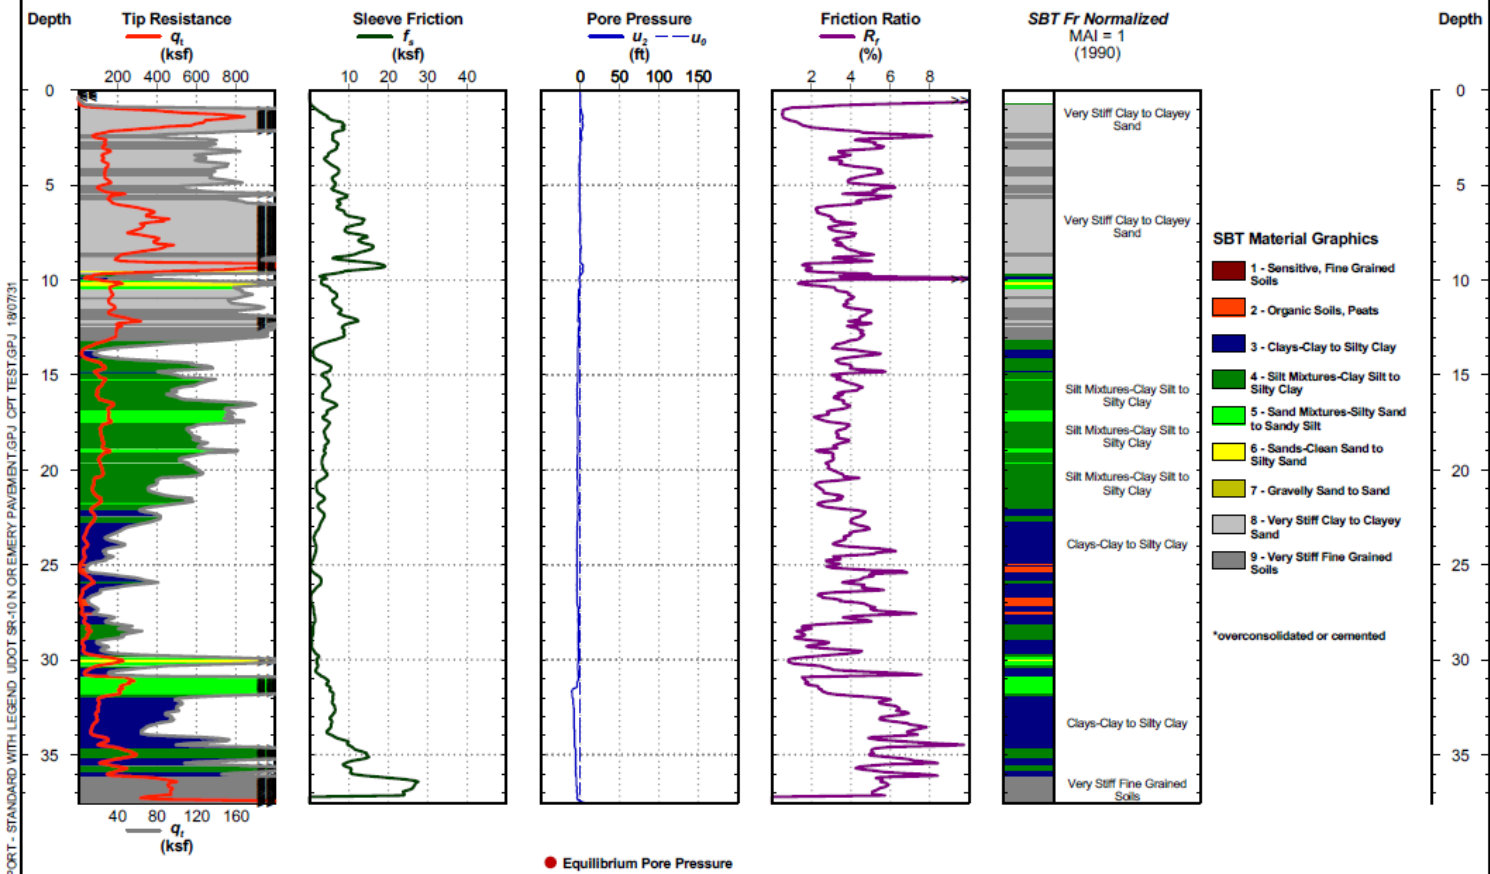 Depth
Tip Resistance
qt
(ksf)
200 400 600 800
Sleeve Friction
fs
(ksf)
10 20 30 40
Pore Pressure
u2 u0
(ft)
0 50 100 150
Friction Ratio
Rf
(%)
2 4 6 8
SBT Fr Normalized
MAI = 1
(1990)
Depth
0
5
10
15
20
25
30
35
40 80 120 160
qt
(ksf)
Very Stiff Clay to Clayey
Sand
Very Stiff Clay to Clayey
Sand
Silt Mixtures-Clay Silt to
Silty Clay
Silt Mixtures-Clay Silt to
Silty Clay
Silt Mixtures-Clay Silt to
Silty Clay
Clays-Clay to Silty Clay
Clays-Clay to Silty Clay
Very Stiff Fine Grained
Soils
SBT Material Graphics
1 - Sensitive, Fine Grained
Soils
2 - Organic Soils, Peats
3 - Clays-Clay to Silty Clay
4 - Silt Mixtures-Clay Silt to
Silty Clay
5 - Sand Mixtures-Silty Sand
to Sandy Silt
6 - Sands-Clean Sand to
Silty Sand
7 - Gravelly Sand to Sand
8 - Very Stiff Clay to Clayey
Sand
9 - Very Stiff Fine Grained
Soils
*overconsolidated or cemented
0
5
10
15
20
25
30
35
Equilibrium Pore Pressure
PORT - STANDARD WITH LEGEND UDOT SR-10 N OR EMERY PAVEMENT.GPJ CPT TEST.GPJ 18/07/31